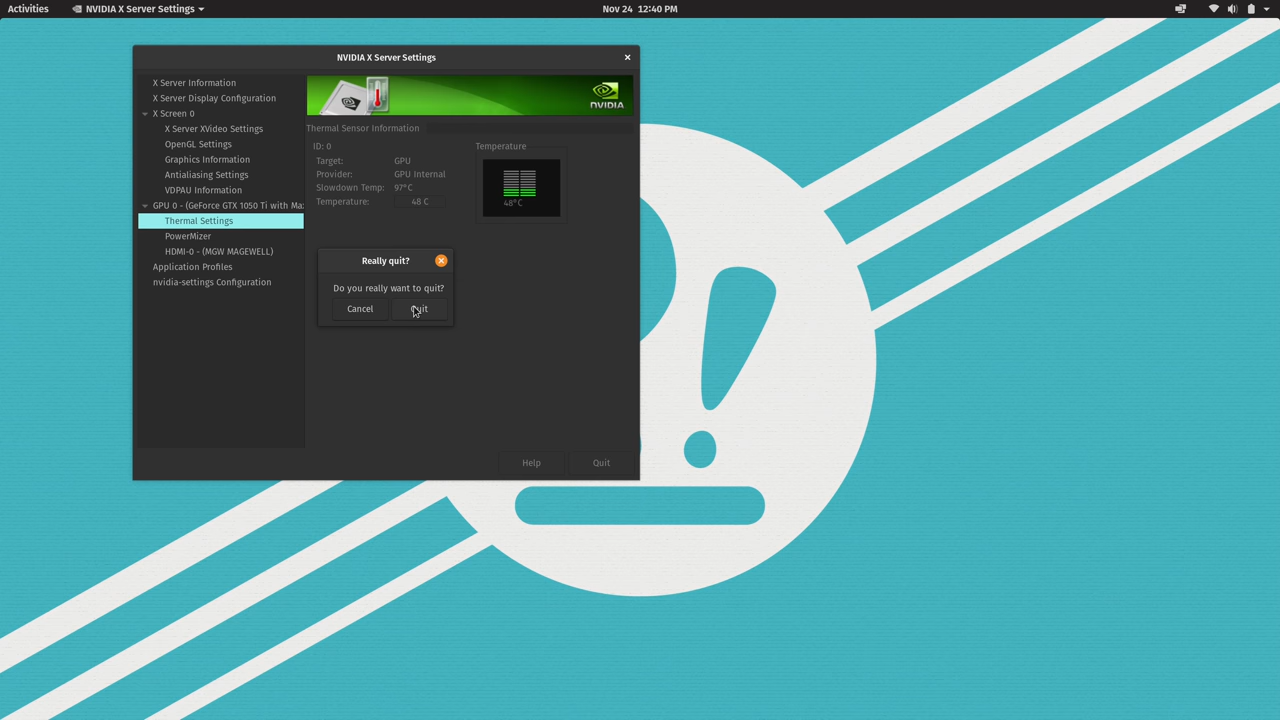 Activities
NVIDIA X Server Settings
Nov 24 12:40 PM
NVIDIA X Server Settings
X Server Information
X Server Display Configuration
X Screen 0
X Server XVideo Settings
OpenGL Settings
Graphics Information
Antialiasing Settings
VDPAU Information
GPU 0 - (GeForce GTX 1050 Ti with Ma
Thermal Settings
PowerMizer
HDMI-0 - (MGW MAGEWELL)
Application Profiles
nvidia-settings Configuration
NVIDIA
Thermal Sensor Information
ID: 0
Target: GPU
Provider: GPU Internal
Slowdown Temp: 97°C
Temperature: 48 C
Temperature
48°C
Really quit?
Do you really want to quit?
Cancel
Quit
Help
Quit